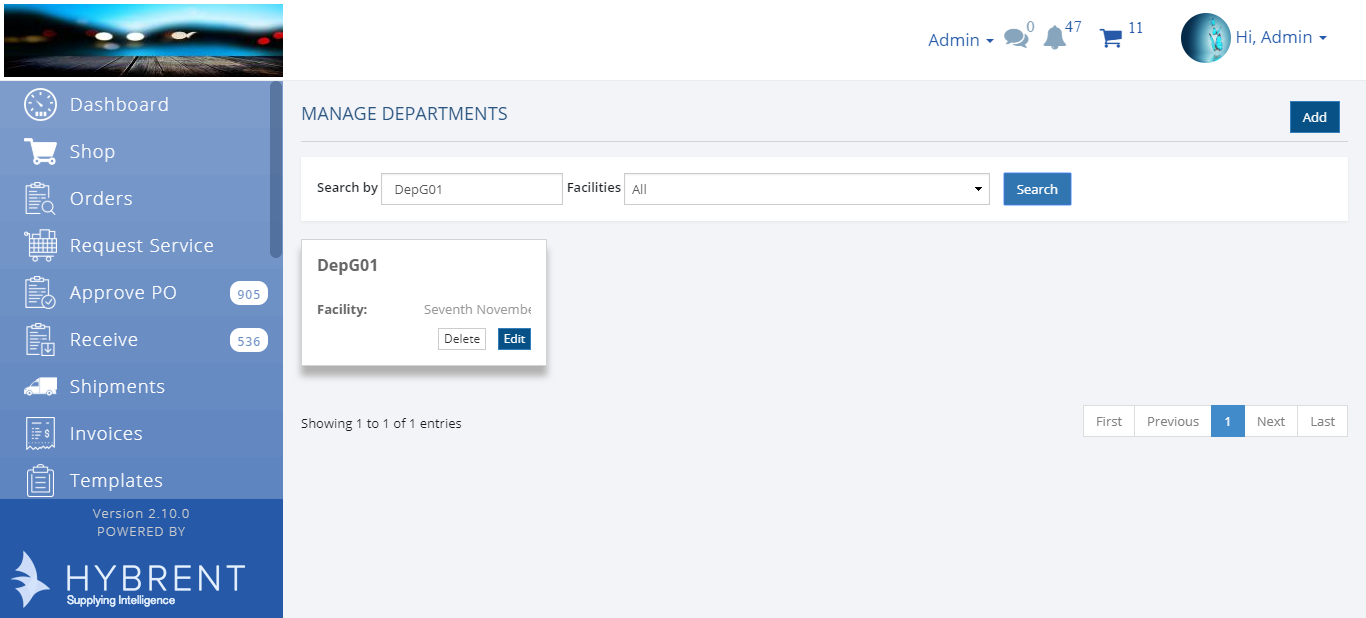 Admin 0 47 11 Hi, Admin
Dashboard
Shop
Orders
Request Service
Approve PO 905
Receive 536
Shipments
Invoices
Templates
Version 2.10.0
POWERED BY
HYBRENT
Supplying Intelligence
MANAGE DEPARTMENTS Add
Search by DepG01 Facilities All Search
DepG01
Facility: Seventh Novembe
Delete Edit
Showing 1 to 1 of 1 entries First Previous 1 Next Last